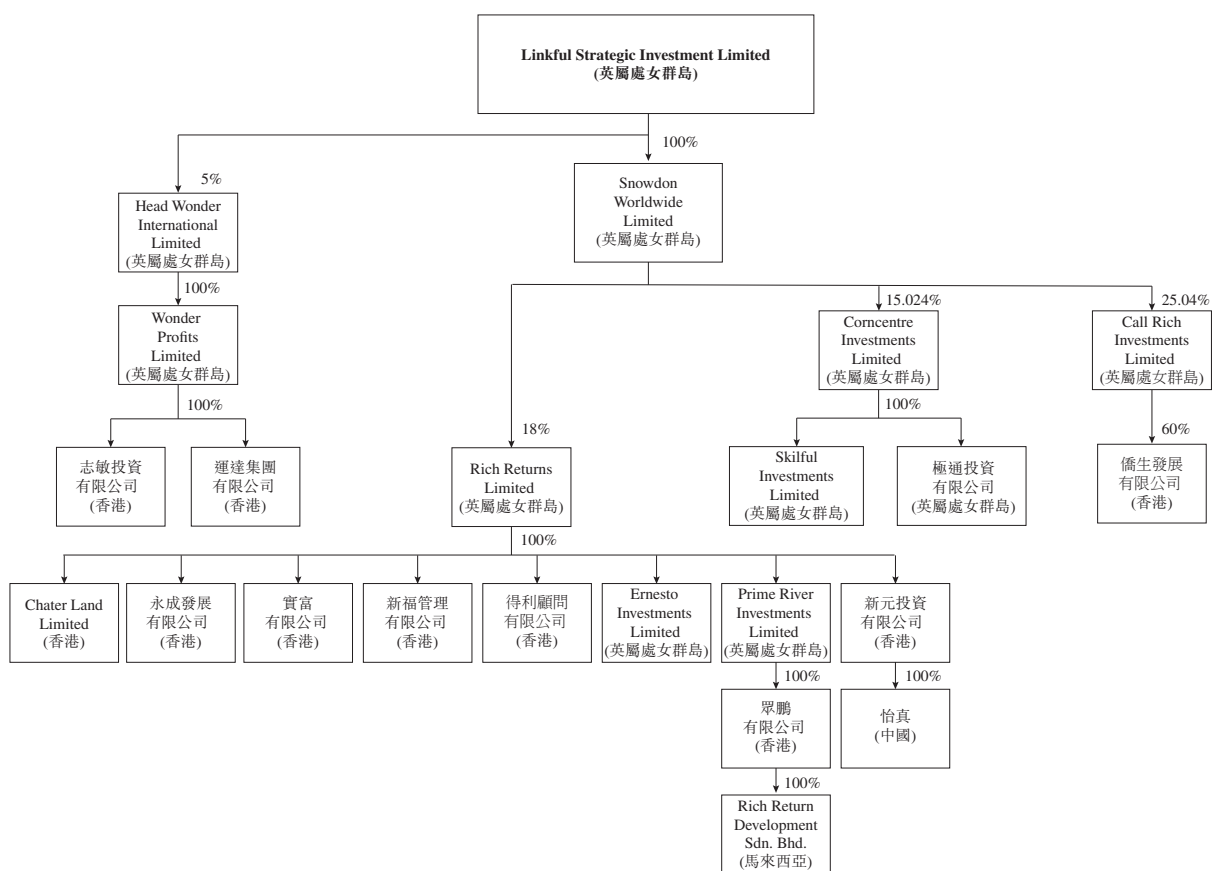 Linkful Strategic Investment Limited
(英屬處女群島)
100%
5%
Head Wonder
International
Limited
(英屬處女群島)
Snowdon
Worldwide
Limited
(英屬處女群島)
100%
Wonder
Profits
Limited
(英屬處女群島)
15.024%
Corncentre
Investments
Limited
(英屬處女群島)
25.04%
Call Rich
Investments
Limited
(英屬處女群島)
100%
18%
100%
60%
志敏投資
有限公司
(香港)
運達集團
有限公司
(香港)
Rich Returns
Limited
(英屬處女群島)
Skilful
Investments
Limited
(英屬處女群島)
極通投資
有限公司
(英屬處女群島)
僑生發展
有限公司
(香港)
100%
Chater Land
Limited
(香港)
永成發展
有限公司
(香港)
實富
有限公司
(香港)
新福管理
有限公司
(香港)
得利顧問
有限公司
(香港)
Ernesto
Investments
Limited
(英屬處女群島)
Prime River
Investments
Limited
(英屬處女群島)
新元投資
有限公司
(香港)
100%
100%
眾鵬
有限公司
(香港)
怡真
(中國)
100%
Rich Return
Development
Sdn. Bhd.
(馬來西亞)